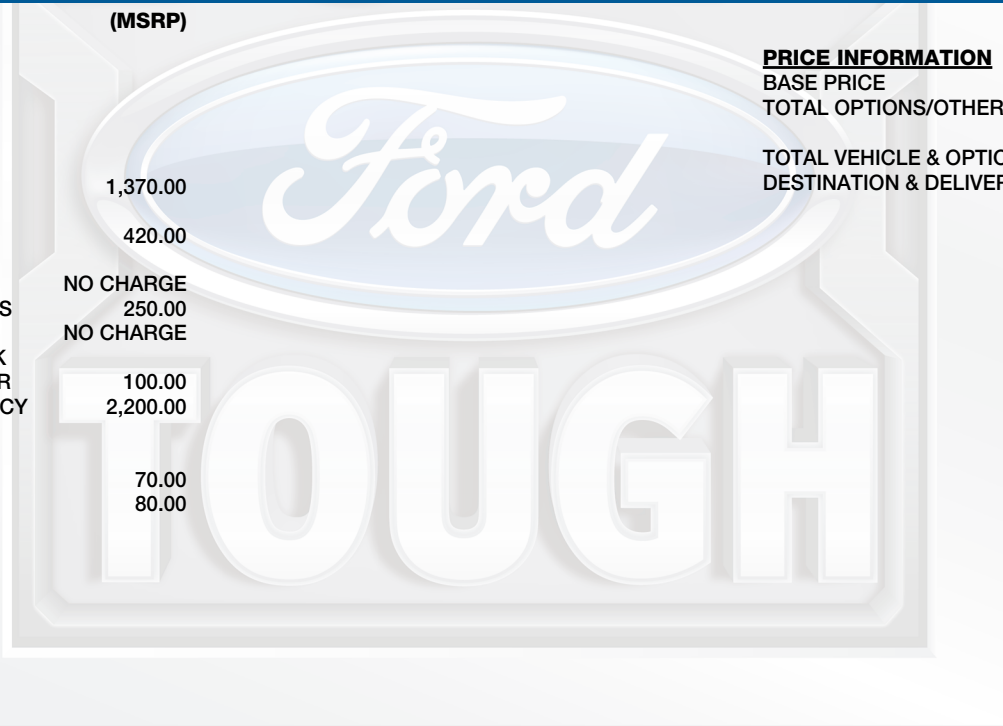 (MSRP)
1,370.00
420.00
NO CHARGE
S 250.00
NO CHARGE
K
R 100.00
CY 2,200.00
70.00
80.00
PRICE INFORMATION
BASE PRICE
TOTAL OPTIONS/OTHER
TOTAL VEHICLE & OPTIO
DESTINATION & DELIVER
Ford
TOUGH